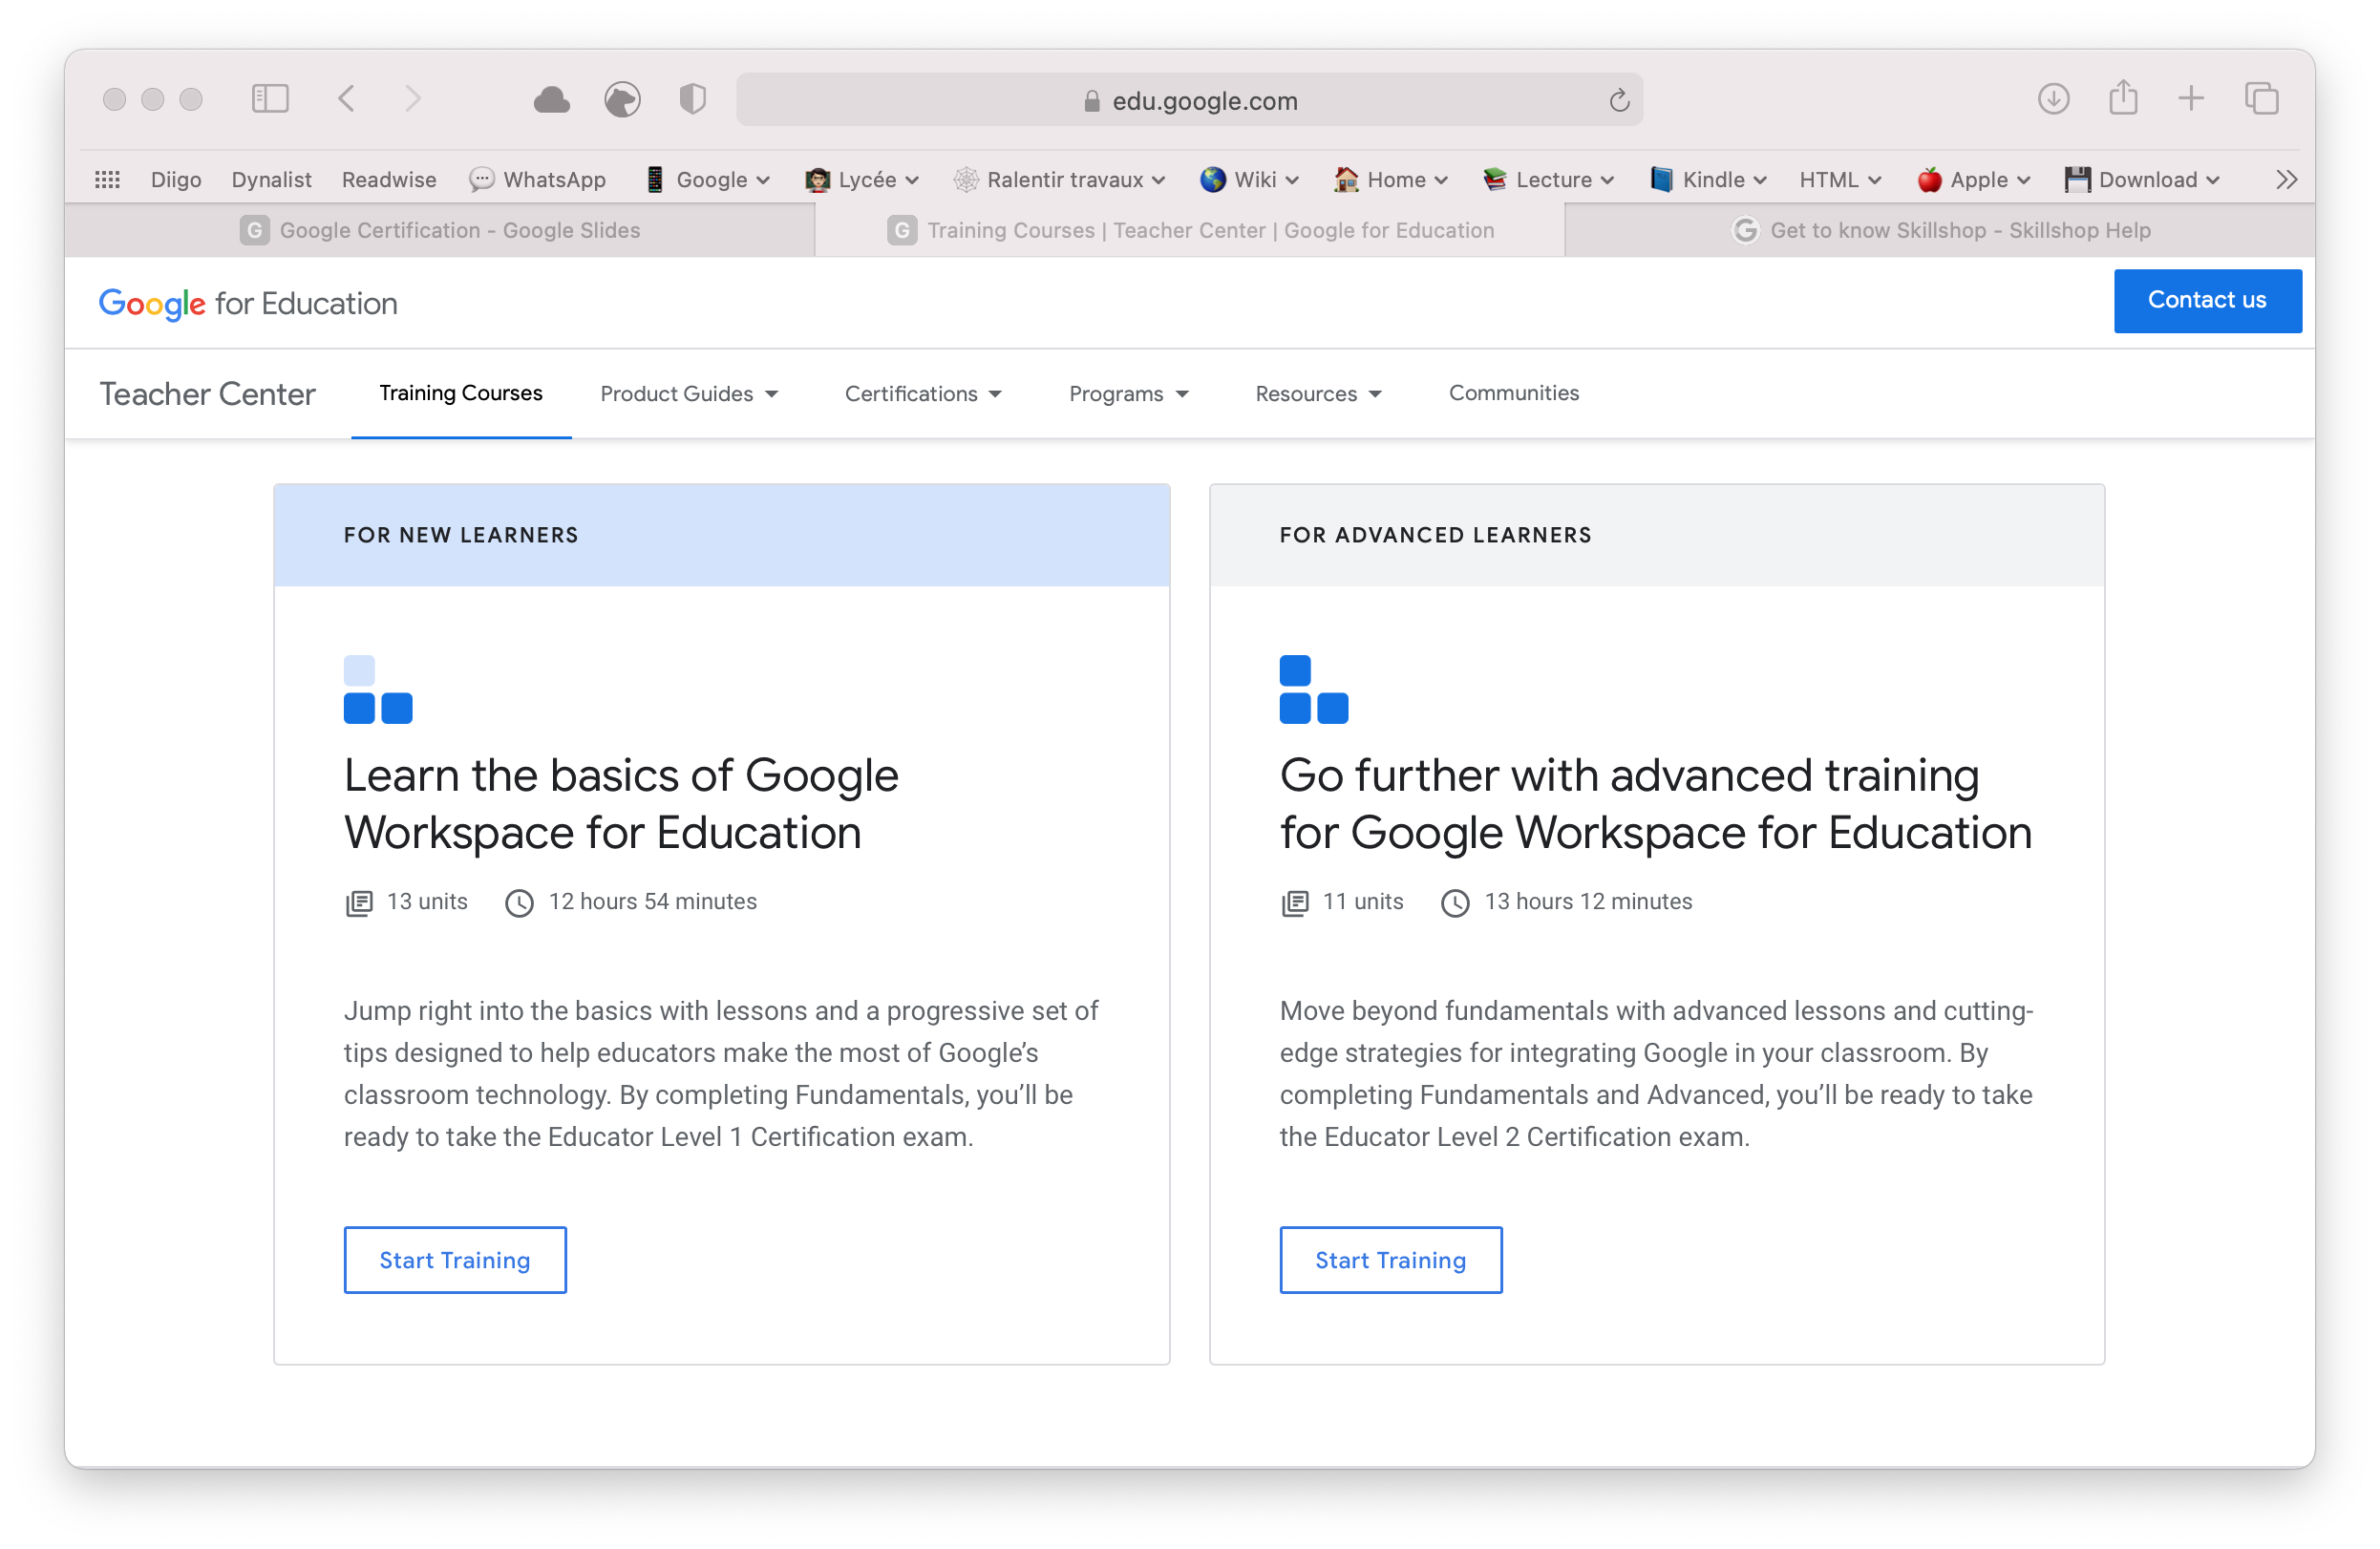 edu.google.com
Diigo Dynalist Readwise WhatsApp Google Lycée Ralentir travaux Wiki Home Lecture Kindle HTML Apple Download
G Google Certification - Google Slides G Training Courses | Teacher Center | Google for Education G Get to know Skillshop - Skillshop Help
Google for Education Contact us
Teacher Center Training Courses Product Guides Certifications Programs Resources Communities
FOR NEW LEARNERS
Learn the basics of Google
Workspace for Education
13 units 12 hours 54 minutes
Jump right into the basics with lessons and a progressive set of
tips designed to help educators make the most of Google’s
classroom technology. By completing Fundamentals, you’ll be
ready to take the Educator Level 1 Certification exam.
Start Training
FOR ADVANCED LEARNERS
Go further with advanced training
for Google Workspace for Education
11 units 13 hours 12 minutes
Move beyond fundamentals with advanced lessons and cutting-
edge strategies for integrating Google in your classroom. By
completing Fundamentals and Advanced, you’ll be ready to take
the Educator Level 2 Certification exam.
Start Training